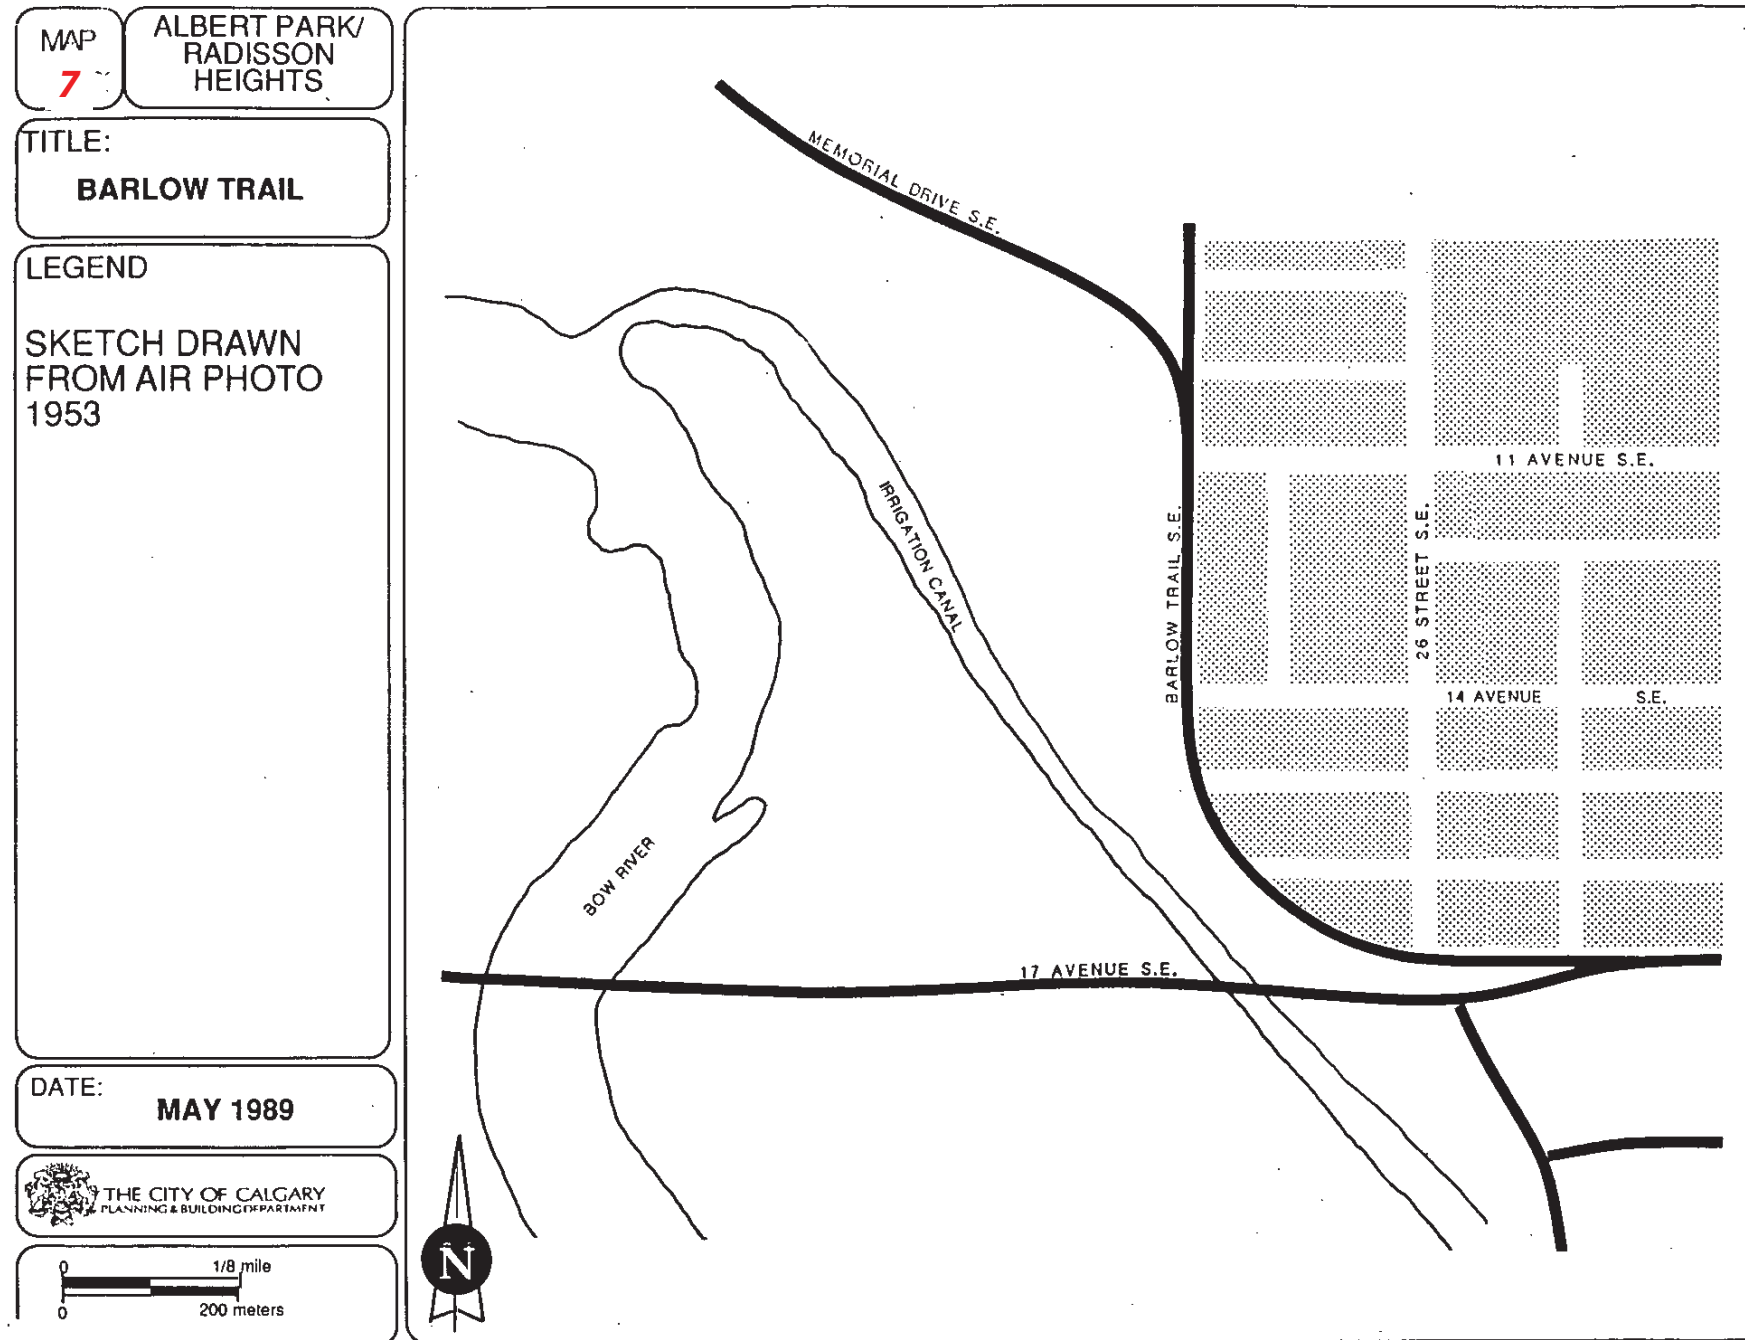 MAP
7
ALBERT PARK/
RADISSON
HEIGHTS
TITLE:
BARLOW TRAIL
LEGEND
SKETCH DRAWN
FROM AIR PHOTO
1953
DATE:
MAY 1989
THE CITY OF CALGARY
PLANNING & BUILDING DEPARTMENT
0 1/8 mile
0 200 meters
N
MEMORIAL DRIVE S.E.
IRRIGATION CANAL
BARLOW TRAIL S.E.
11 AVENUE S.E.
26 STREET S.E.
14 AVENUE S.E.
BOW RIVER
17 AVENUE S.E.